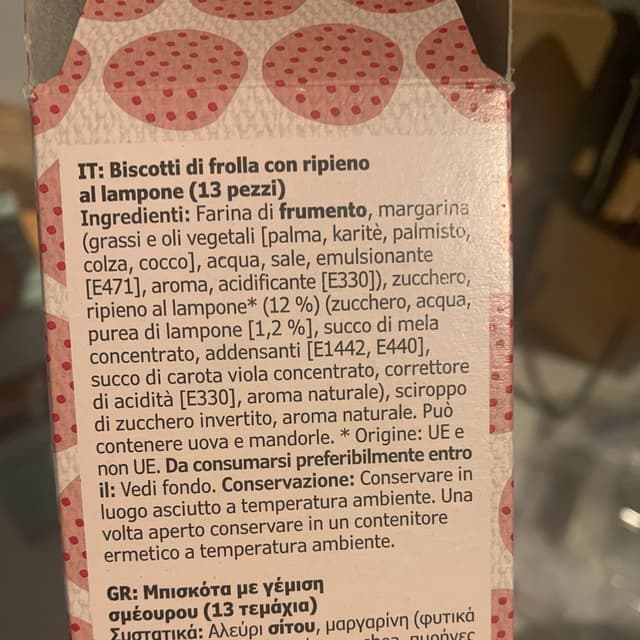 IT: Biscotti di frolla con ripieno
al lampone (13 pezzi)
Ingredienti: Farina di frumento, margarina
(grassi e oli vegetali [palma, karitè, palmisto,
colza, cocco], acqua, sale, emulsionante
[E471], aroma, acidificante [E330]), zucchero,
ripieno al lampone* (12 %) (zucchero, acqua,
purea di lampone [1,2 %], succo di mela
concentrato, addensanti [E1442, E440],
succo di carota viola concentrato, correttore
di acidità [E330], aroma naturale), sciroppo
di zucchero invertito, aroma naturale. Può
contenere uova e mandorle. * Origine: UE e
non UE. Da consumarsi preferibilmente entro
il: Vedi fondo. Conservazione: Conservare in
luogo asciutto a temperatura ambiente. Una
volta aperto conservare in un contenitore
ermetico a temperatura ambiente.
GR: Μπισκότα με γέμιση
σμέουρου (13 τεμάχια)
Συστατικά: Αλεύρι σίτου, μαργαρίνη (φυτικά